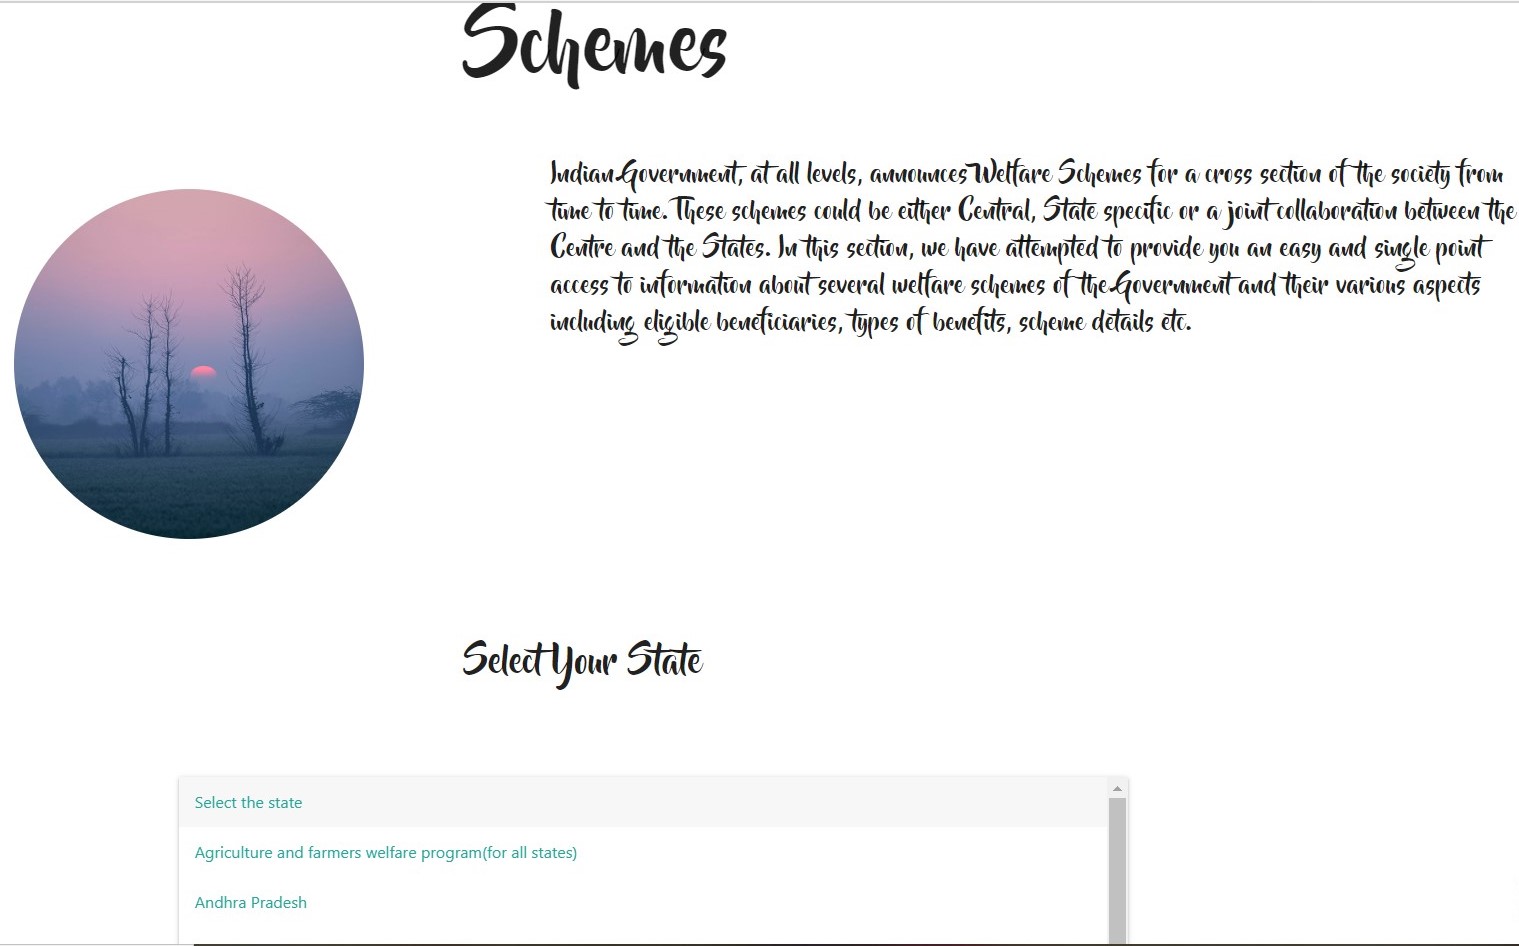 Schemes
Indian Government, at all levels, announces Welfare Schemes for a cross section of the society from
time to time. These schemes could be either Central, State specific or a joint collaboration between the
Centre and the States. In this section, we have attempted to provide you an easy and single point
access to information about several welfare schemes of the Government and their various aspects
including eligible beneficiaries, types of benefits, scheme details etc.
Select Your State
Select the state
Agriculture and farmers welfare program(for all states)
Andhra Pradesh